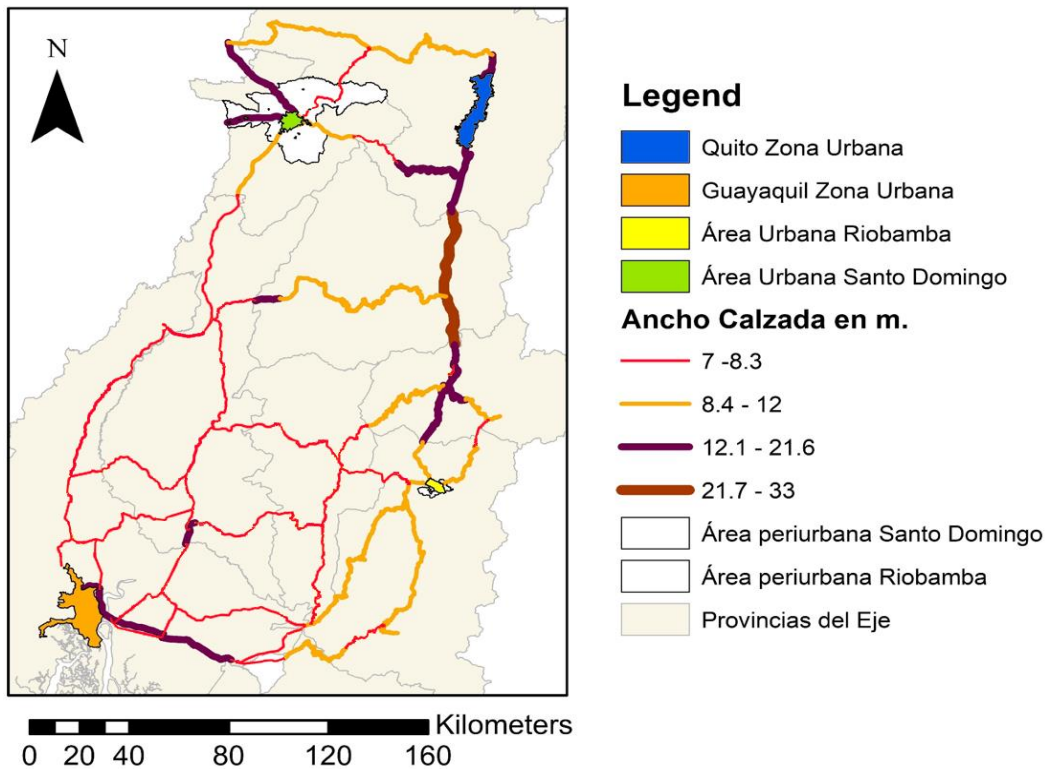 N
Legend
Quito Zona Urbana
Guayaquil Zona Urbana
Área Urbana Riobamba
Área Urbana Santo Domingo
Ancho Calzada en m.
7 -8.3
8.4 - 12
12.1 - 21.6
21.7 - 33
Área periurbana Santo Domingo
Área periurbana Riobamba
Provincias del Eje
Kilometers
0 20 40 80 120 160